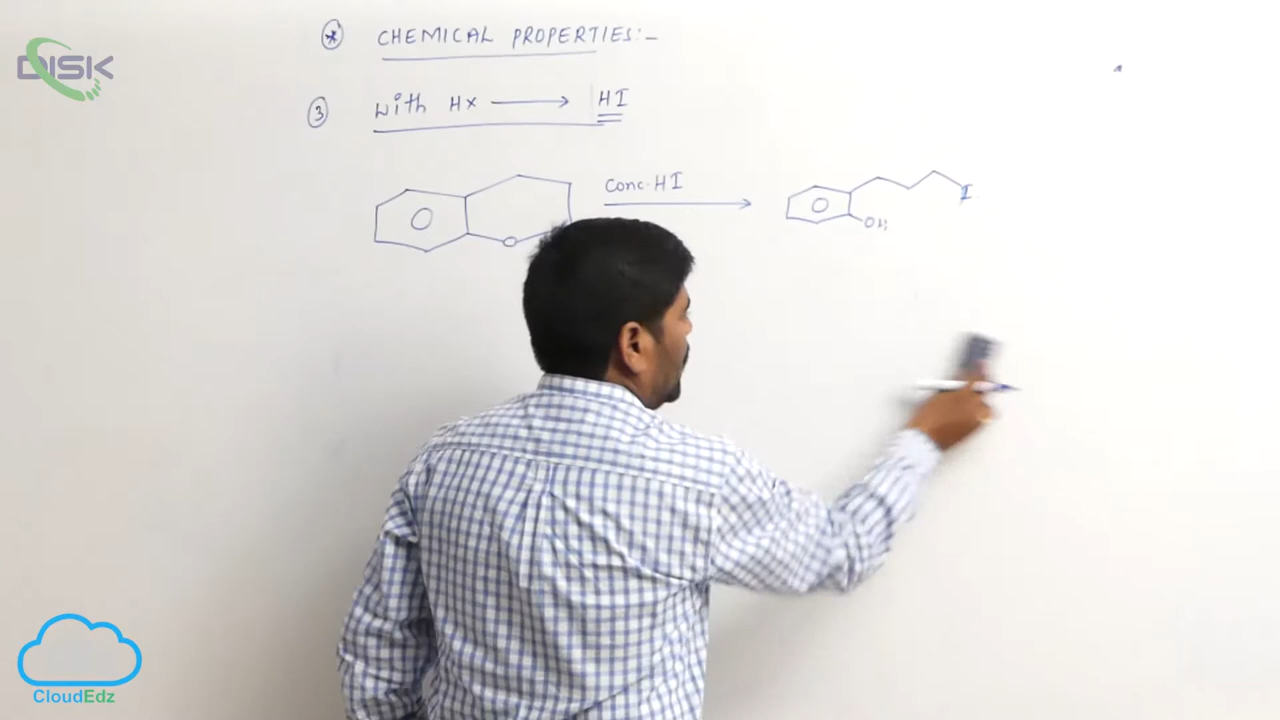 DISK
* CHEMICAL PROPERTIES:-
3 with HX → HI
Conc. HI
O
I
OH
CloudEdz